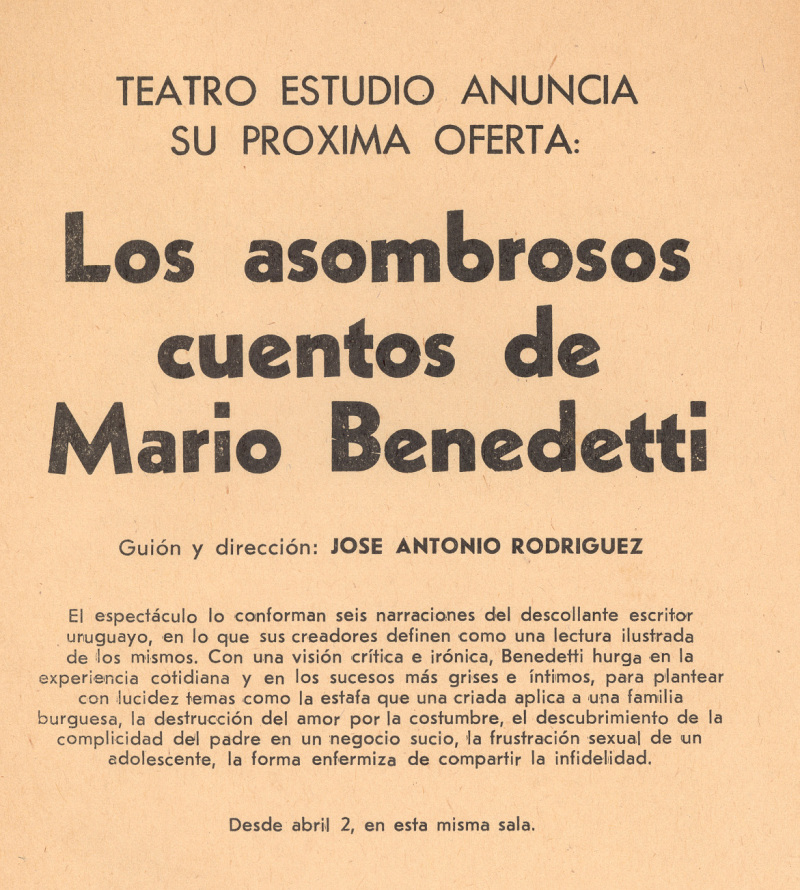 TEATRO ESTUDIO ANUNCIA
SU PROXIMA OFERTA:
Los asombrosos
cuentos de
Mario Benedetti
Guión y dirección: JOSE ANTONIO RODRIGUEZ
El espectáculo lo conforman seis narraciones del descollante escritor
uruguayo, en lo que sus creadores definen como una lectura ilustrada
de los mismos. Con una visión crítica e irónica, Benedetti hurga en la
experiencia cotidiana y en los sucesos más grises e íntimos, para plantear
con lucidez temas como la estafa que una criada aplica a una familia
burguesa, la destrucción del amor por la costumbre, el descubrimiento de la
complicidad del padre en un negocio sucio, la frustración sexual de un
adolescente, la forma enfermiza de compartir la infidelidad.
Desde abril 2, en esta misma sala.